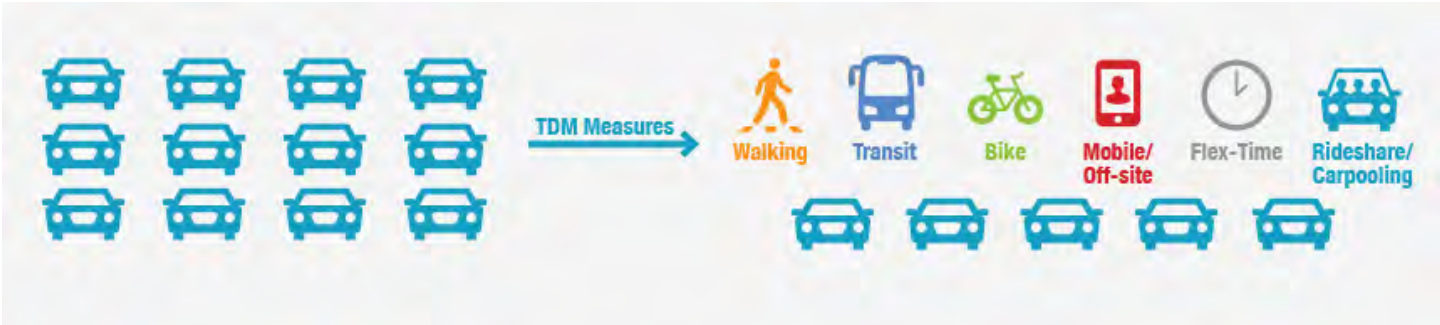 TDM Measures
Walking
Transit
Bike
Mobile/
Off-site
Flex-Time
Rideshare/
Carpooling